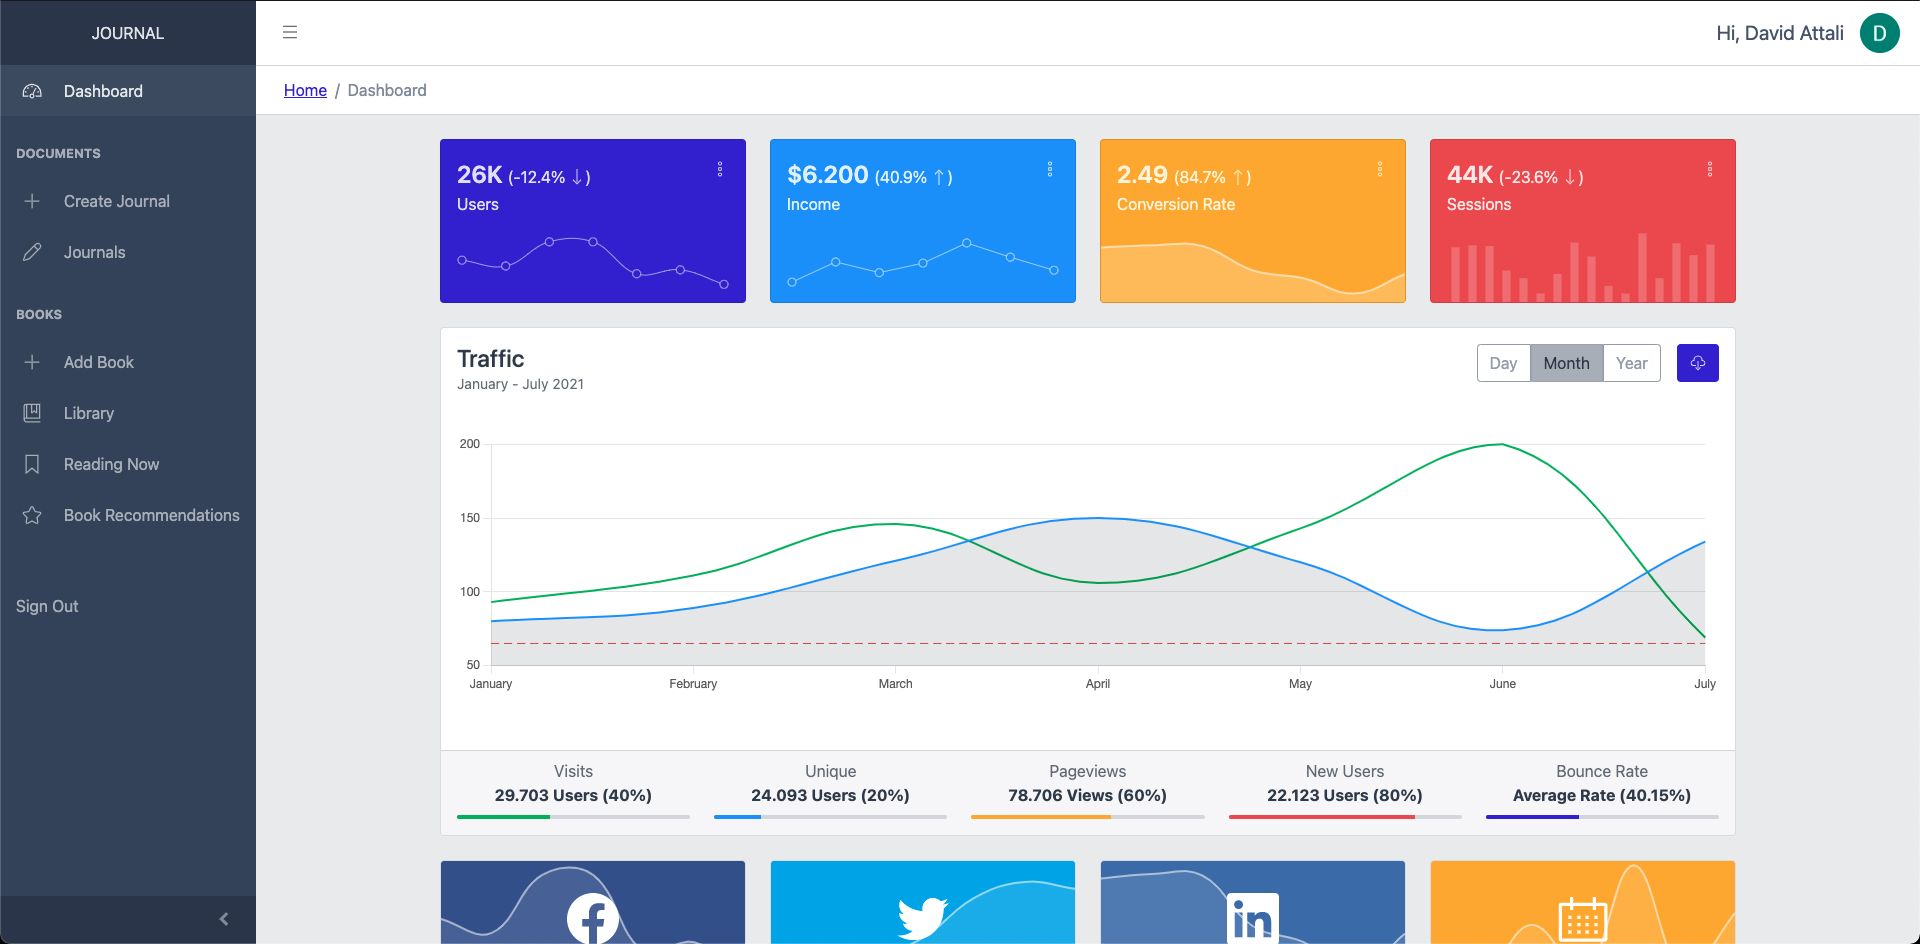 JOURNAL
Dashboard
DOCUMENTS
Create Journal
Journals
BOOKS
Add Book
Library
Reading Now
Book Recommendations
Sign Out
Hi, David Attali
D
Home / Dashboard
26K (-12.4% ↓)
Users
$6.200 (40.9% ↑)
Income
2.49 (84.7% ↑)
Conversion Rate
44K (-23.6% ↓)
Sessions
Traffic
January - July 2021
Day Month Year
200
150
100
50
January February March April May June July
Visits
29.703 Users (40%)
Unique
24.093 Users (20%)
Pageviews
78.706 Views (60%)
New Users
22.123 Users (80%)
Bounce Rate
Average Rate (40.15%)
f
in